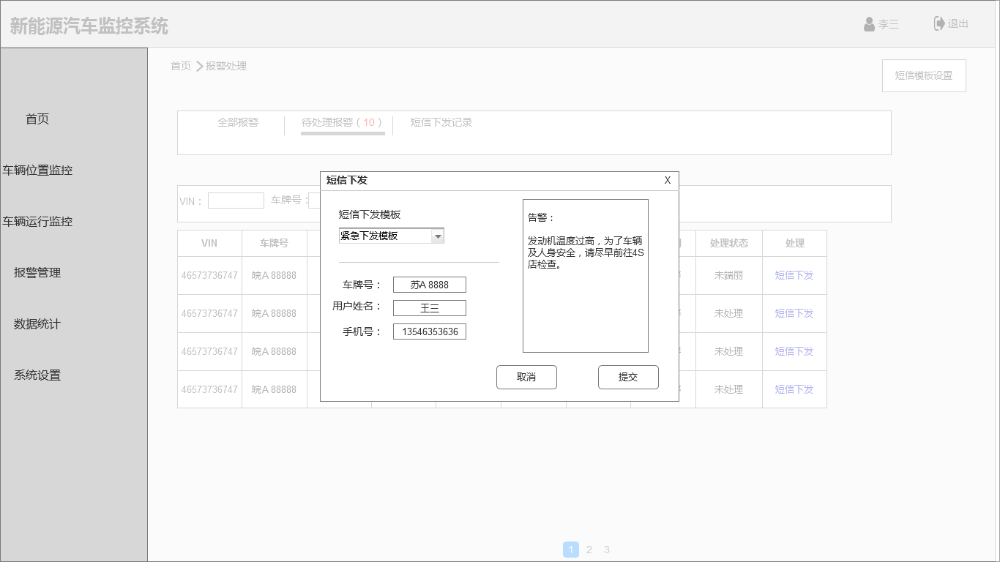 新能源汽车监控系统
李三
退出
首页
报警处理
短信模板设置
首页
车辆位置监控
车辆运行监控
报警管理
数据统计
系统设置
全部报警
待处理报警（10）
短信下发记录
VIN：
车牌号：
短信下发
X
短信下发模板
紧急下发模板
车牌号：
苏A 8888
用户姓名：
王三
手机号：
13546353636
告警：
发动机温度过高，为了车辆
及人身安全，请尽早前往4S
店检查。
取消
提交
VIN 车牌号 处理状态 处理
46573736747 皖A 88888 未端丽 短信下发
46573736747 皖A 88888 未处理 短信下发
46573736747 皖A 88888 未处理 短信下发
46573736747 皖A 88888 未处理 短信下发
1 2 3